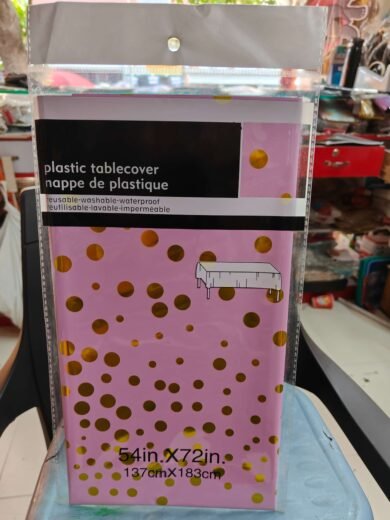 plastic tablecover
nappe de plastique
reusable-washable-waterproof
réutilisable-lavable-imperméable
54in.X72in.
137cmX183cm